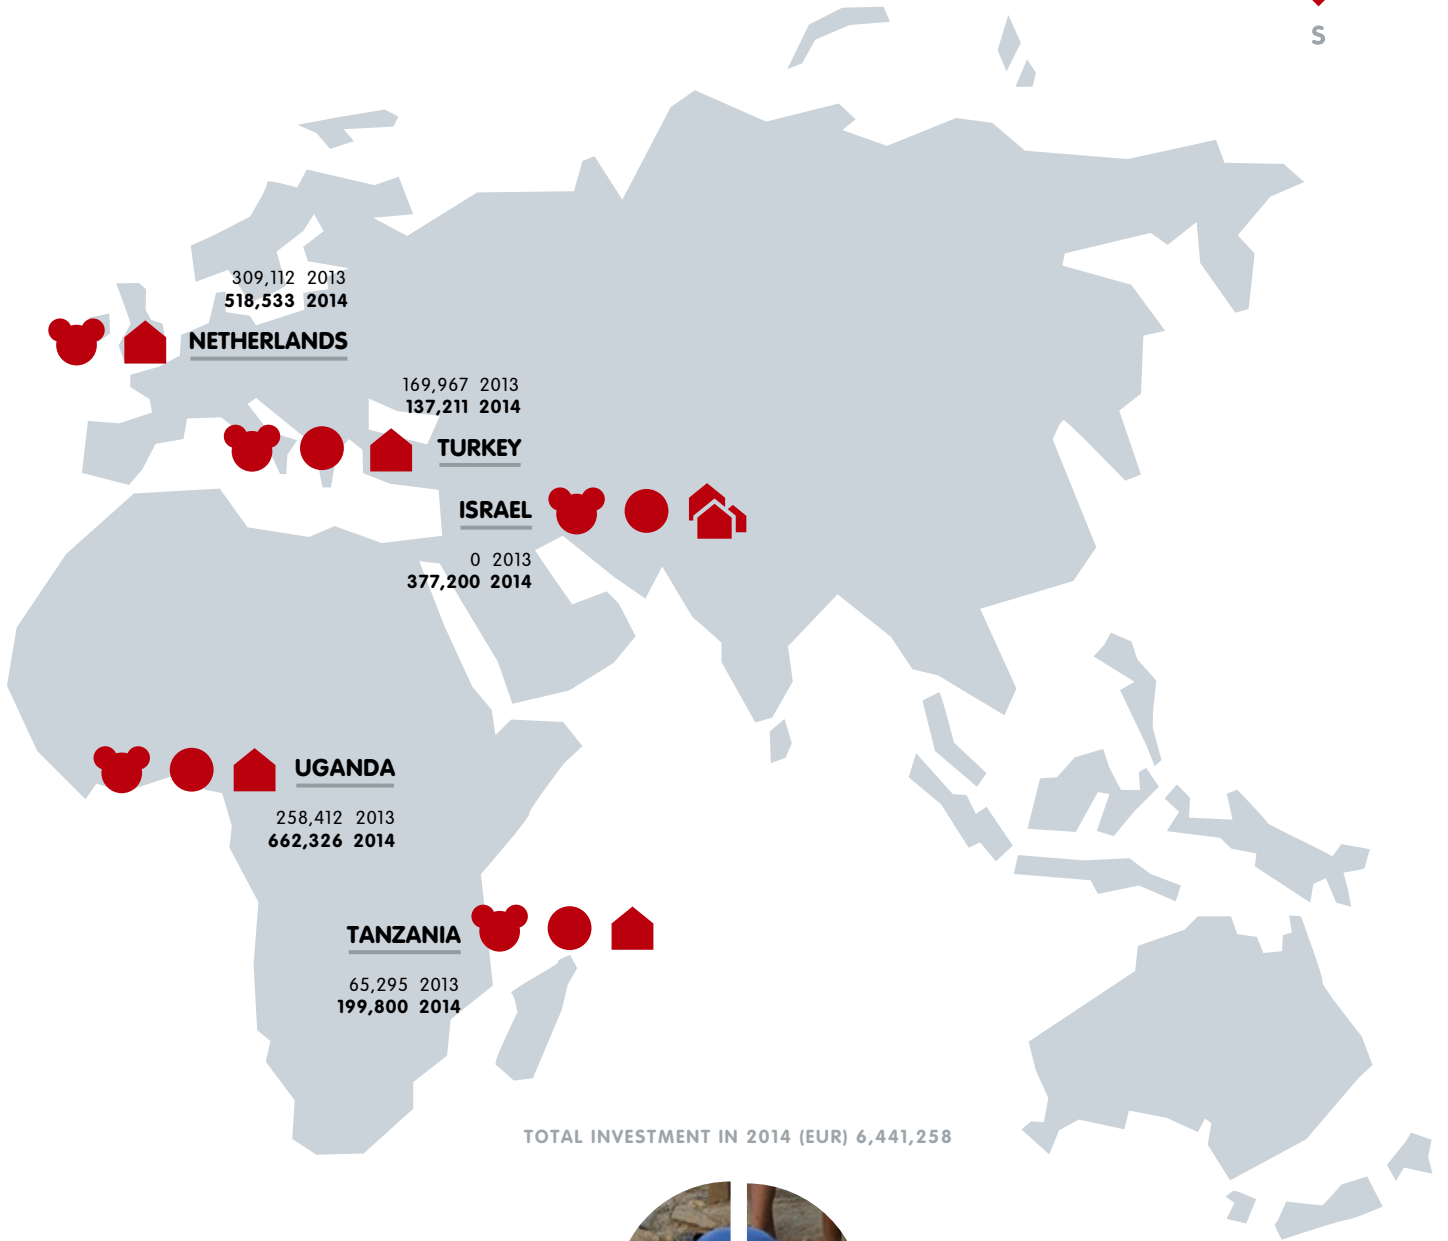 S
309,112 2013
518,533 2014
NETHERLANDS
169,967 2013
137,211 2014
TURKEY
ISRAEL
0 2013
377,200 2014
UGANDA
258,412 2013
662,326 2014
TANZANIA
65,295 2013
199,800 2014
TOTAL INVESTMENT IN 2014 (EUR) 6,441,258